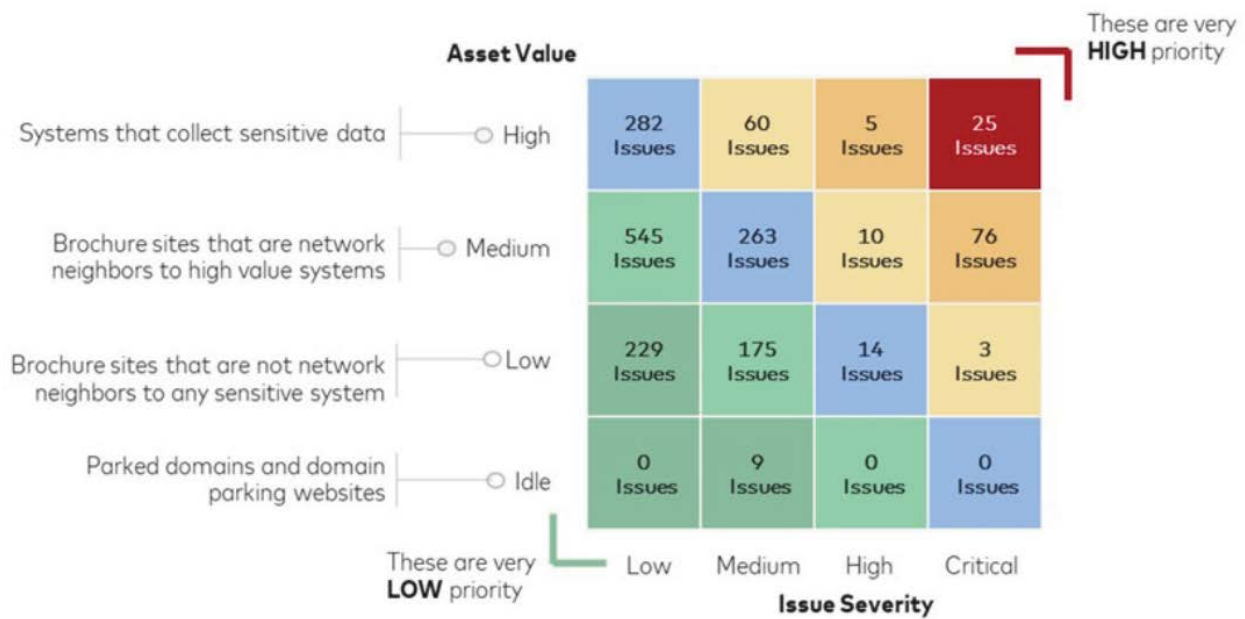 These are very
HIGH priority
Asset Value
Systems that collect sensitive data
High
282
Issues
60
Issues
5
Issues
25
Issues
Brochure sites that are network
neighbors to high value systems
Medium
545
Issues
263
Issues
10
Issues
76
Issues
Brochure sites that are not network
neighbors to any sensitive system
Low
229
Issues
175
Issues
14
Issues
3
Issues
Parked domains and domain
parking websites
Idle
0
Issues
9
Issues
0
Issues
0
Issues
These are very
LOW priority
Low
Medium
High
Critical
Issue Severity